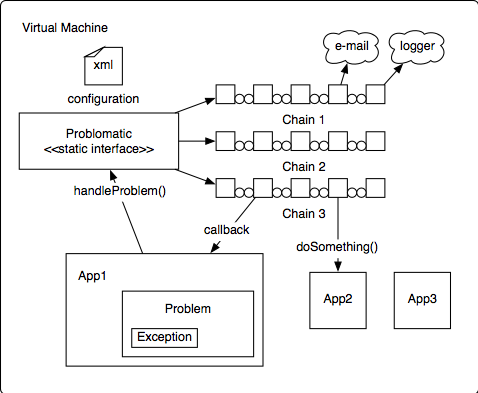 Virtual Machine
e-mail
logger
xml
configuration
Chain 1
Problomatic
<<static interface>>
Chain 2
handleProblem()
Chain 3
callback
doSomething()
App1
App2
App3
Problem
Exception